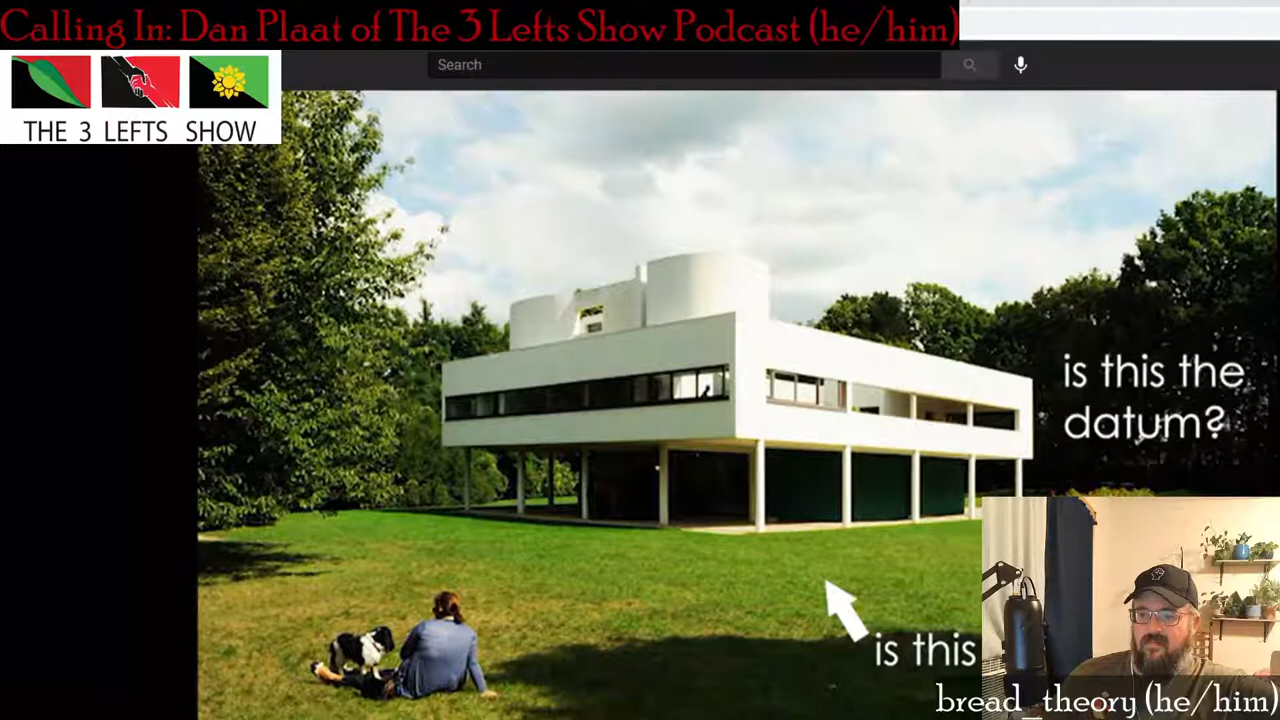 Calling In: Dan Plaat of The 3 Lefts Show Podcast (he/him)
Search
THE 3 LEFTS SHOW
is this the
datum?
is this
bread_theory (he/him)